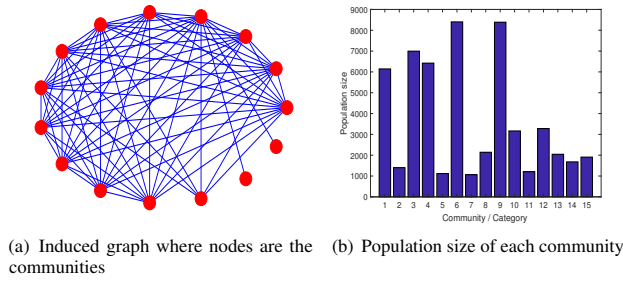 9000
8000
7000
6000
5000
4000
3000
2000
1000
0
Population size
1 2 3 4 5 6 7 8 9 10 11 12 13 14 15
Community / Category
(a) Induced graph where nodes are the
communities
(b) Population size of each community